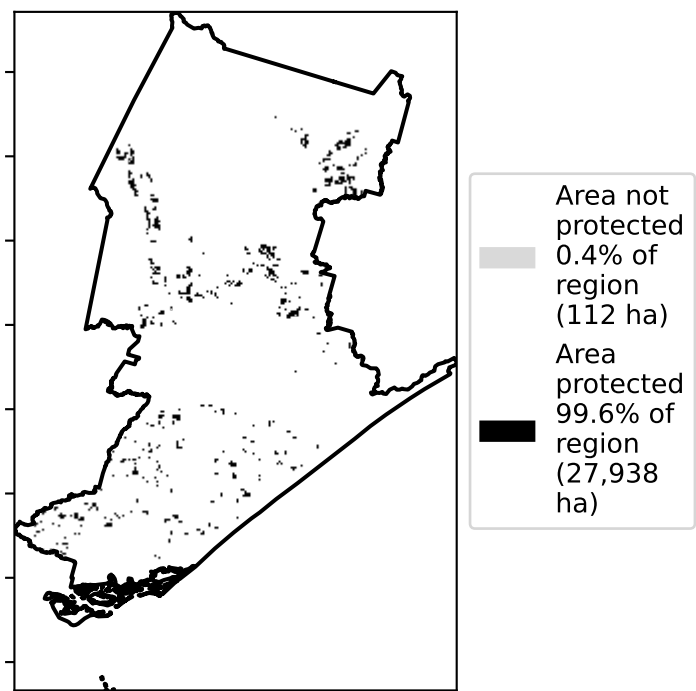 Area not
protected
0.4% of
region
(112 ha)
Area
protected
99.6% of
region
(27,938
ha)